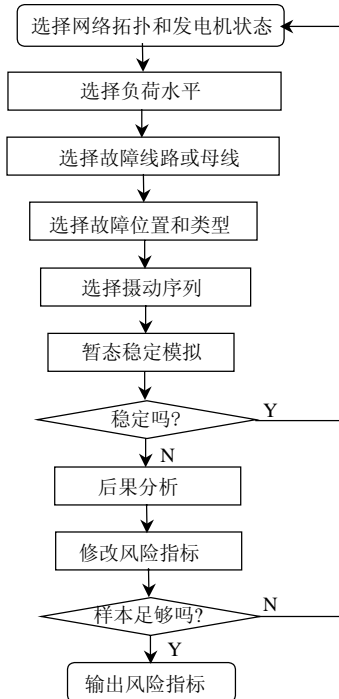 选择网络拓扑和发电机状态
选择负荷水平
选择故障线路或母线
选择故障位置和类型
选择摄动序列
暂态稳定模拟
稳定吗?
Y
N
后果分析
修改风险指标
样本足够吗?
N
Y
输出风险指标